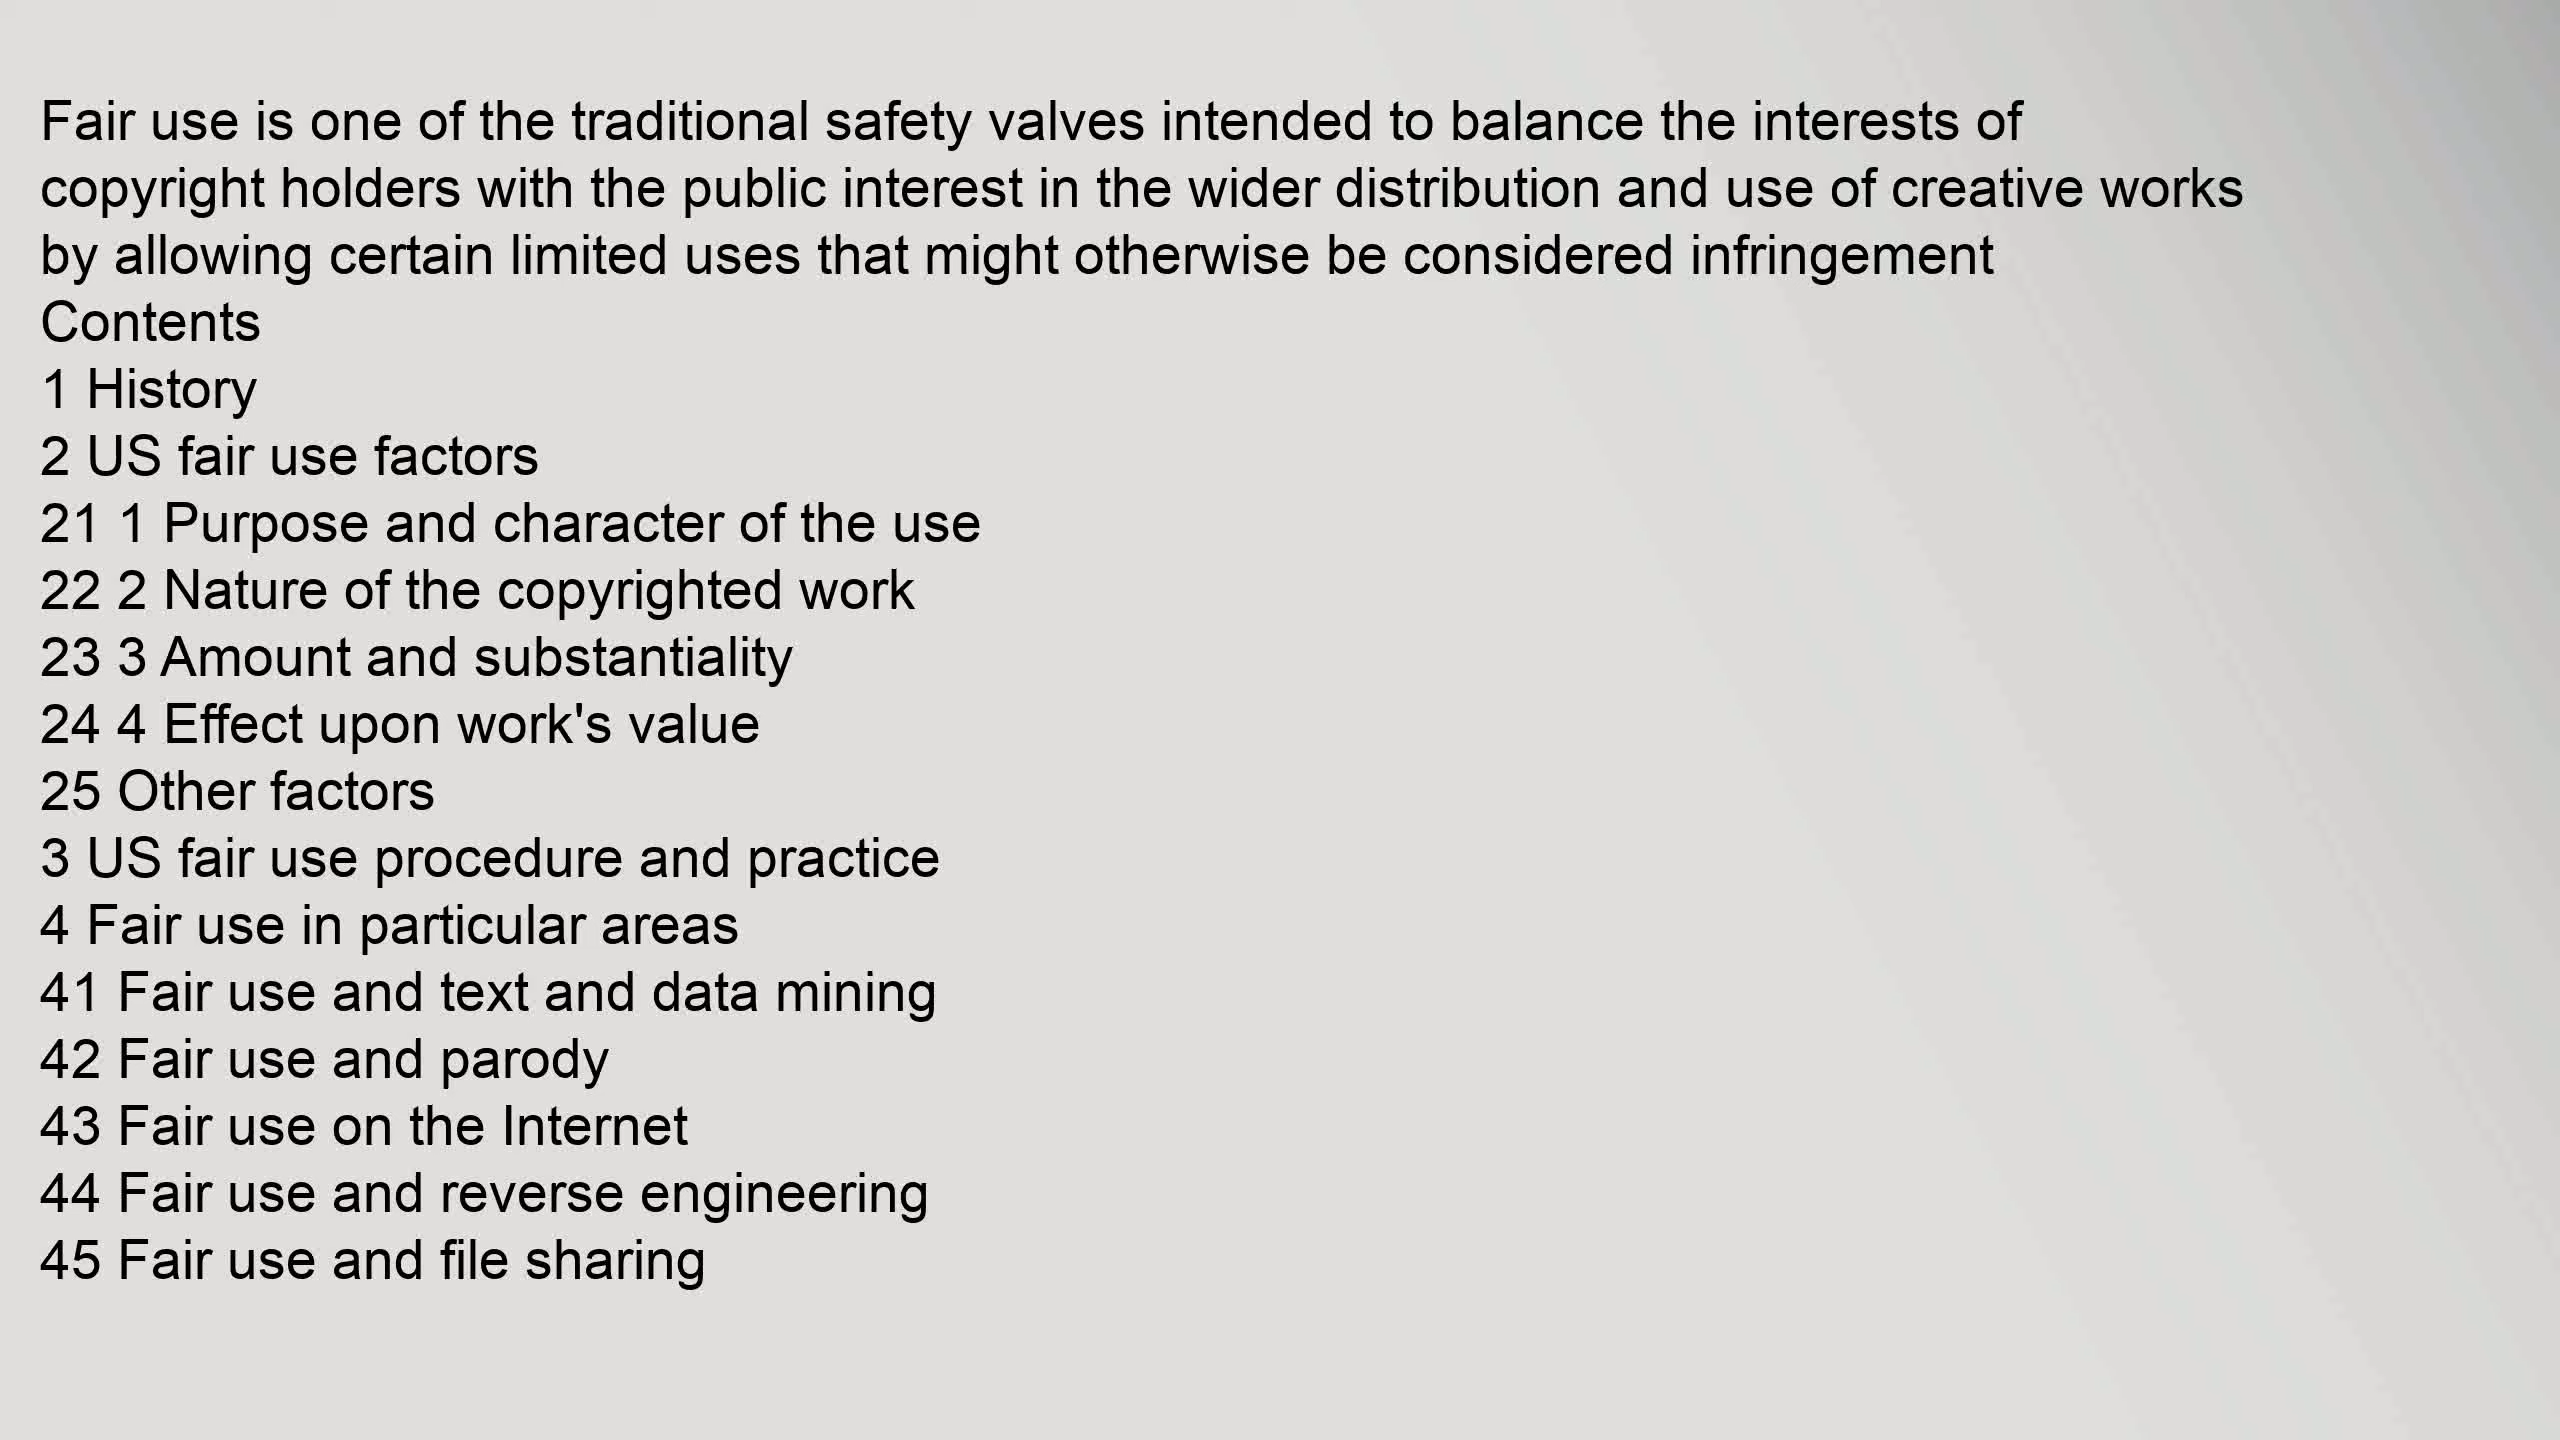 Fair use is one of the traditional safety valves intended to balance the interests of
copyright holders with the public interest in the wider distribution and use of creative works
by allowing certain limited uses that might otherwise be considered infringement
Contents
1 History
2 US fair use factors
21 1 Purpose and character of the use
22 2 Nature of the copyrighted work
23 3 Amount and substantiality
24 4 Effect upon work's value
25 Other factors
3 US fair use procedure and practice
4 Fair use in particular areas
41 Fair use and text and data mining
42 Fair use and parody
43 Fair use on the Internet
44 Fair use and reverse engineering
45 Fair use and file sharing